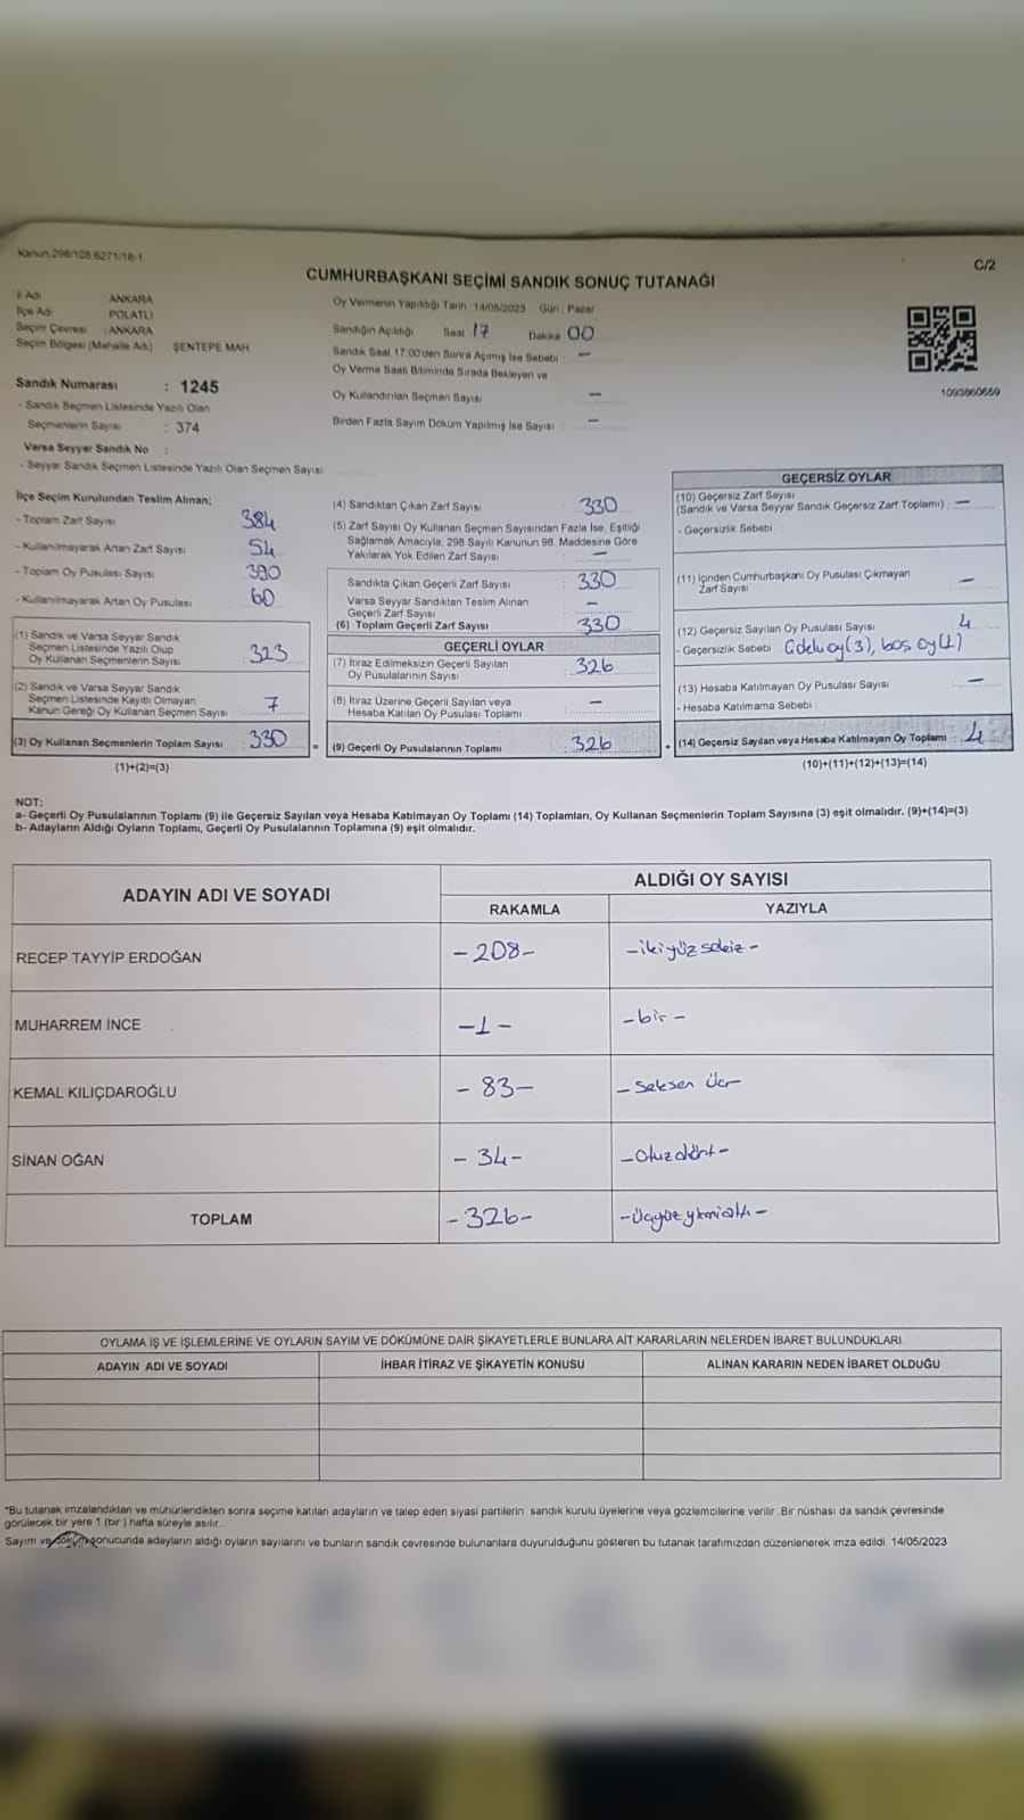 Kanun 298/105 6271/18-1
C/2
CUMHURBAŞKANI SEÇİMİ SANDIK SONUÇ TUTANAĞI
İl Adı : ANKARA
İlçe Adı : POLATLI
Seçim Çevresi : ANKARA
Seçim Bölgesi (Mahalle Adı) ŞENTEPE MAH.
Sandık Numarası : 1245
- Sandık Seçmen Listesinde Yazılı Olan
Seçmenlerin Sayısı : 374
Varsa Seyyar Sandık No :
- Seyyar Sandık Seçmen Listesinde Yazılı Olan Seçmen Sayısı
Oy Vermenin Yapıldığı Tarih : 14/05/2023 Gün : Pazar
Sandığın Açıldığı Saat 17 Dakika 00
Sandık Saat 17:00'den Sonra Açılmış İse Sebebi : -
Oy Verme Saati Bitiminde Sırada Bekleyen ve
Oy Kullandırılan Seçmen Sayısı -
Birden Fazla Sayım Döküm Yapılmış İse Sayısı -
1093860659
İlçe Seçim Kurulundan Teslim Alınan;
- Toplam Zarf Sayısı 384
- Kullanılmayarak Artan Zarf Sayısı 54
- Toplam Oy Pusulası Sayısı 390
- Kullanılmayarak Artan Oy Pusulası 60
(1) Sandık ve Varsa Seyyar Sandık
Seçmen Listesinde Yazılı Olup
Oy Kullanan Seçmenlerin Sayısı 323
(2) Sandık ve Varsa Seyyar Sandık
Seçmen Listesinde Kayıtlı Olmayan
Kanun Gereği Oy Kullanan Seçmen Sayısı 7
(3) Oy Kullanan Seçmenlerin Toplam Sayısı 330
(1)+(2)=(3)
(4) Sandıktan Çıkan Zarf Sayısı 330
(5) Zarf Sayısı Oy Kullanan Seçmen Sayısından Fazla İse, Eşitliği
Sağlamak Amacıyla, 298 Sayılı Kanunun 98. Maddesine Göre
Yakılarak Yok Edilen Zarf Sayısı -
Sandıkta Çıkan Geçerli Zarf Sayısı : 330
Varsa Seyyar Sandıktan Teslim Alınan
Geçerli Zarf Sayısı -
(6) Toplam Geçerli Zarf Sayısı : 330
GEÇERLİ OYLAR
(7) İtiraz Edilmeksizin Geçerli Sayılan
Oy Pusulalarının Sayısı : 326
(8) İtiraz Üzerine Geçerli Sayılan veya
Hesaba Katılan Oy Pusulası Toplamı : -
= (9) Geçerli Oy Pusulalarının Toplamı : 326
GEÇERSİZ OYLAR
(10) Geçersiz Zarf Sayısı
(Sandık ve Varsa Seyyar Sandık Geçersiz Zarf Toplamı) : -
- Geçersizlik Sebebi
(11) İçinden Cumhurbaşkanı Oy Pusulası Çıkmayan
Zarf Sayısı -
(12) Geçersiz Sayılan Oy Pusulası Sayısı 4
- Geçersizlik Sebebi oy(3), boş oy(1)
(13) Hesaba Katılmayan Oy Pusulası Sayısı -
- Hesaba Katılmama Sebebi
(14) Geçersiz Sayılan veya Hesaba Katılmayan Oy Toplamı : 4
(10)+(11)+(12)+(13)=(14)
NOT:
a- Geçerli Oy Pusulalarının Toplamı (9) ile Geçersiz Sayılan veya Hesaba Katılmayan Oy Toplamı (14) Toplamları, Oy Kullanan Seçmenlerin Toplam Sayısına (3) eşit olmalıdır. (9)+(14)=(3)
b- Adayların Aldığı Oyların Toplamı, Geçerli Oy Pusulalarının Toplamına (9) eşit olmalıdır.
ADAYIN ADI VE SOYADI
ALDIĞI OY SAYISI
RAKAMLA YAZIYLA
RECEP TAYYİP ERDOĞAN -208- -ikiyüz sekiz-
MUHARREM İNCE -1- -bir-
KEMAL KILIÇDAROĞLU -83- -Seksen Üç-
SİNAN OĞAN -34- -Otuzdört-
TOPLAM -326- -Üçyüzyirmialtı-
OYLAMA İŞ VE İŞLEMLERİNE VE OYLARIN SAYIM VE DÖKÜMÜNE DAİR ŞİKAYETLERLE BUNLARA AİT KARARLARIN NELERDEN İBARET BULUNDUKLARI
ADAYIN ADI VE SOYADI İHBAR İTİRAZ VE ŞİKAYETİN KONUSU ALINAN KARARIN NEDEN İBARET OLDUĞU
*Bu tutanak imzalandıktan ve mühürlendikten sonra seçime katılan adayların ve talep eden siyasi partilerin sandık kurulu üyelerine veya gözlemcilerine verilir. Bir nüshası da sandık çevresinde
görülecek bir yere 1 (bir) hafta süreyle asılır.
Sayım ve döküm sonucunda adayların aldığı oyların sayılarını ve bunların sandık çevresinde bulunanlara duyurulduğunu gösteren bu tutanak tarafımızdan düzenlenerek imza edildi. 14/05/2023